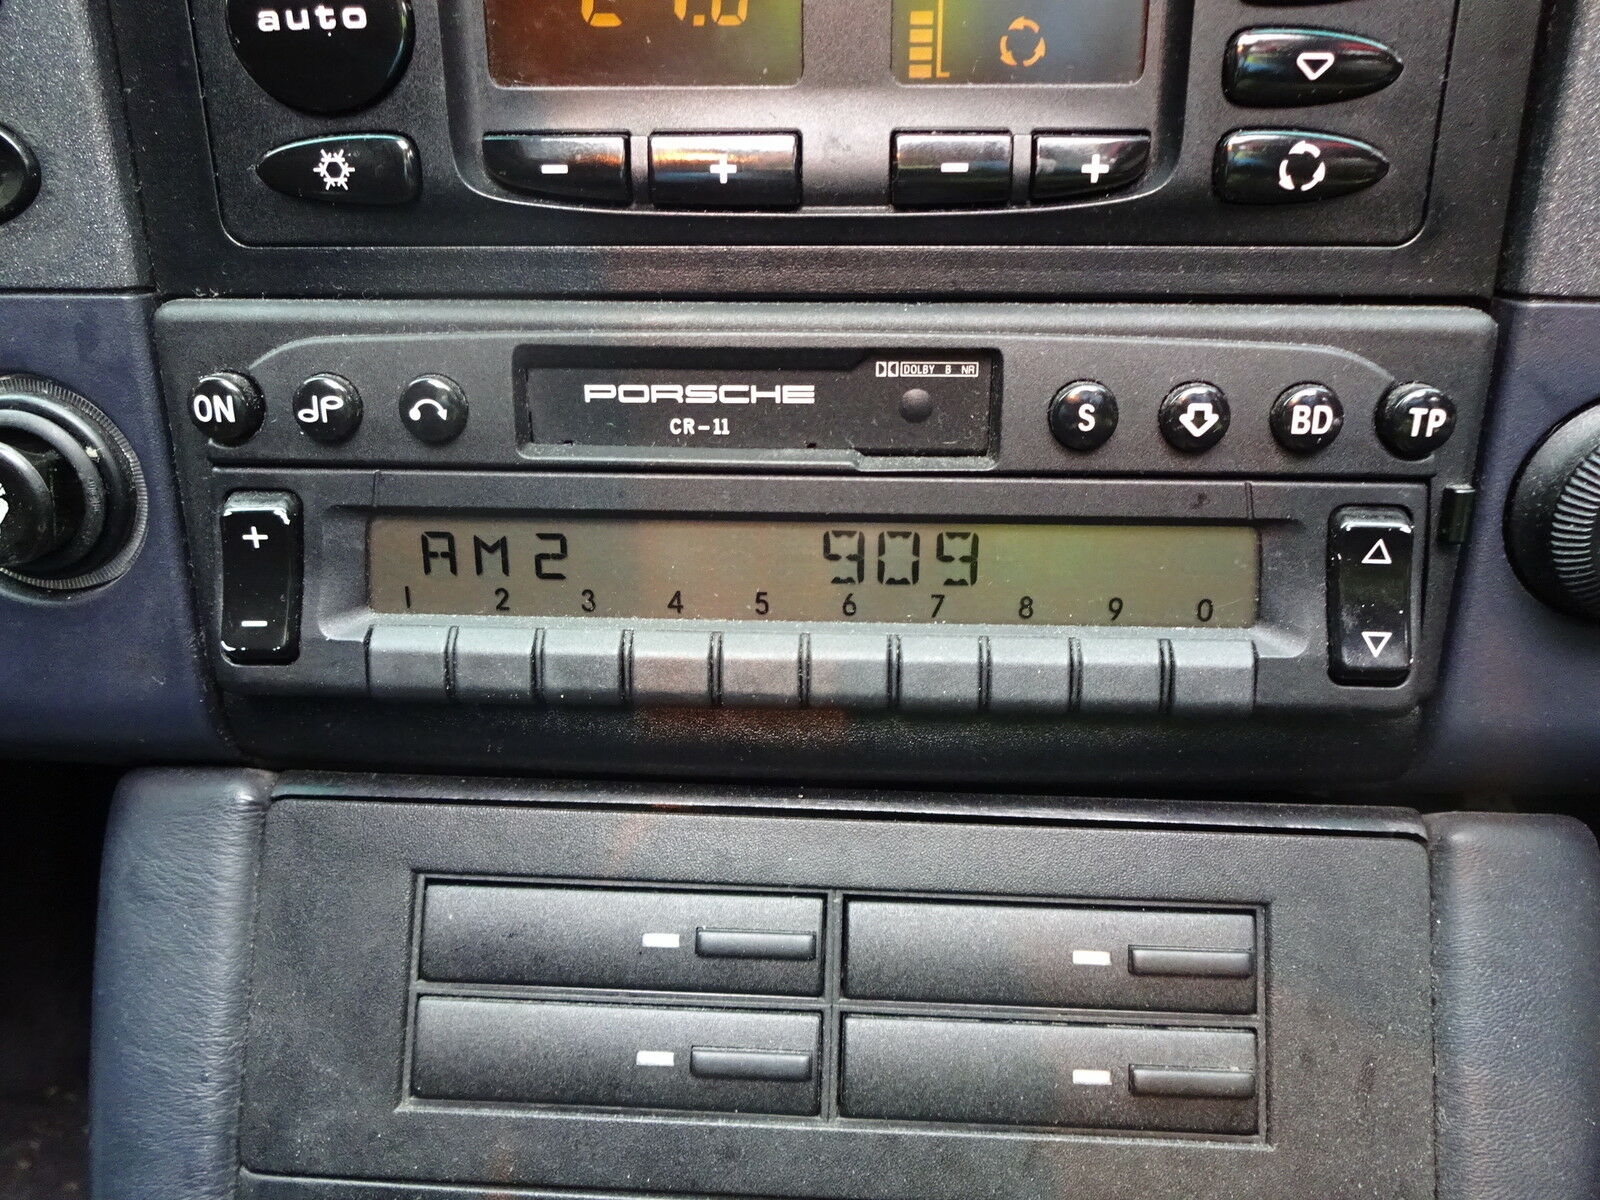 auto
DOLBY B NR
PORSCHE
CR-11
ON
S
BD
TP
AM2 909
1 2 3 4 5 6 7 8 9 0